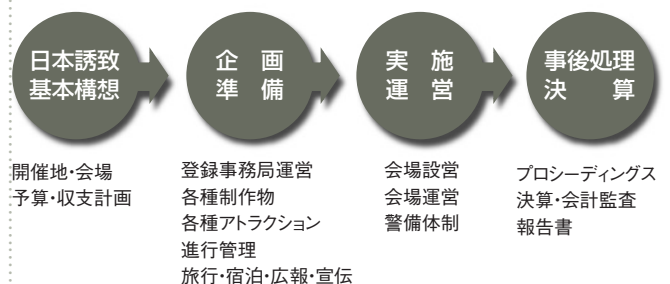 日本誘致
基本構想
企画
準備
実施
運営
事後処理
決算
開催地・会場
予算・収支計画
登録事務局運営
各種制作物
各種アトラクション
進行管理
旅行・宿泊・広報・宣伝
会場設営
会場運営
警備体制
プロシーディングス
決算・会計監査
報告書